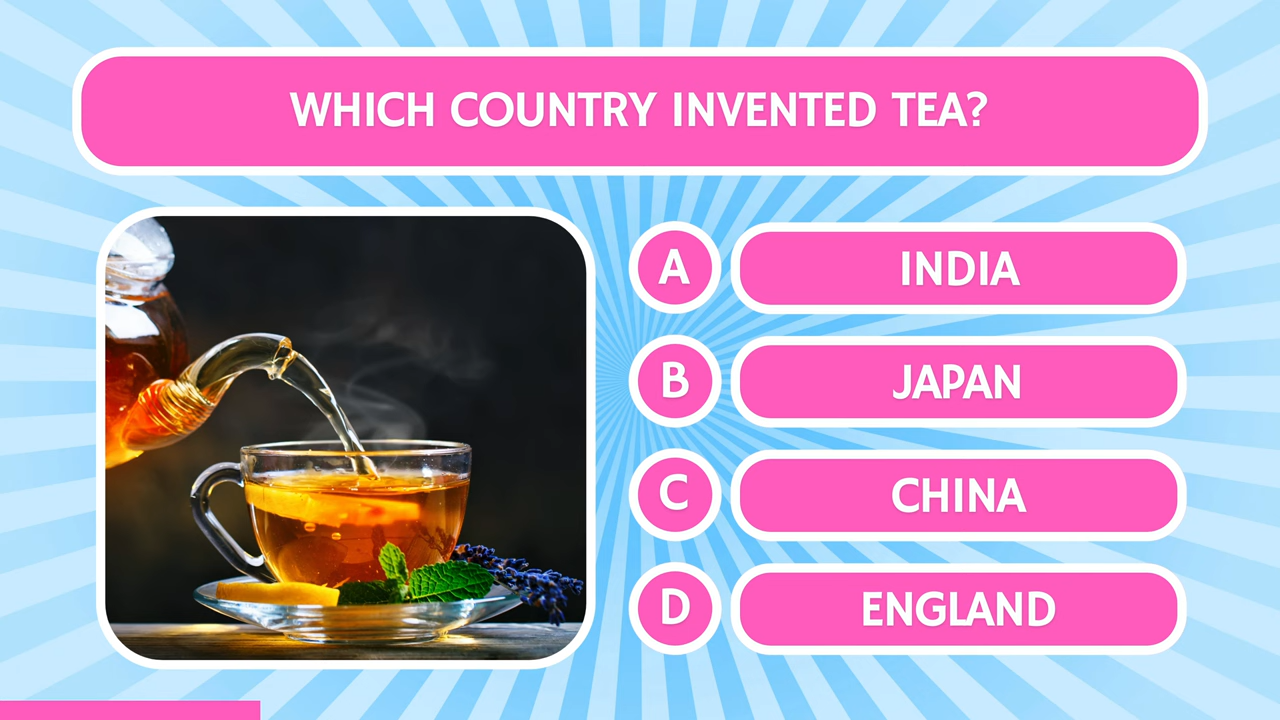 WHICH COUNTRY INVENTED TEA?
A INDIA
B JAPAN
C CHINA
D ENGLAND